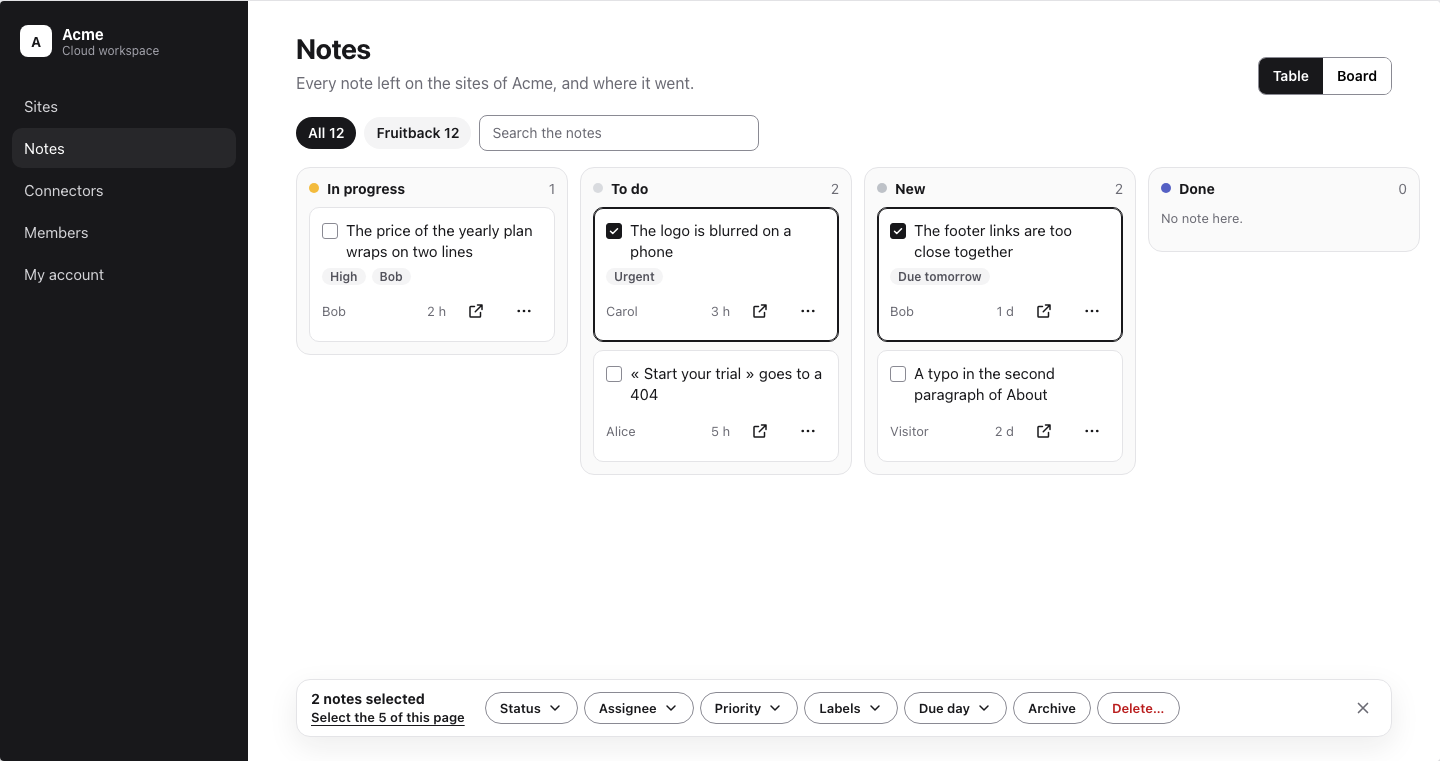 A
Acme
Cloud workspace
Sites
Notes
Connectors
Members
My account
Notes
Every note left on the sites of Acme, and where it went.
Table
Board
All 12
Fruitback 12
Search the notes
In progress
1
The price of the yearly plan
wraps on two lines
High
Bob
Bob
2 h
To do
2
The logo is blurred on a
phone
Urgent
Carol
3 h
« Start your trial » goes to a
404
Alice
5 h
New
2
The footer links are too
close together
Due tomorrow
Bob
1 d
A typo in the second
paragraph of About
Visitor
2 d
Done
0
No note here.
2 notes selected
Select the 5 of this page
Status
Assignee
Priority
Labels
Due day
Archive
Delete...